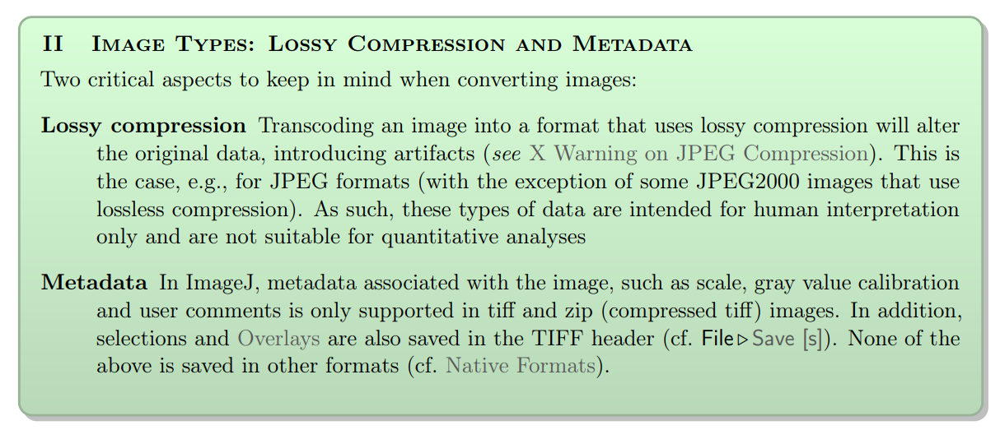 II Image Types: Lossy Compression and Metadata
Two critical aspects to keep in mind when converting images:
Lossy compression Transcoding an image into a format that uses lossy compression will alter
the original data, introducing artifacts (see X Warning on JPEG Compression). This is
the case, e.g., for JPEG formats (with the exception of some JPEG2000 images that use
lossless compression). As such, these types of data are intended for human interpretation
only and are not suitable for quantitative analyses
Metadata In ImageJ, metadata associated with the image, such as scale, gray value calibration
and user comments is only supported in tiff and zip (compressed tiff) images. In addition,
selections and Overlays are also saved in the TIFF header (cf. File▷Save [s]). None of the
above is saved in other formats (cf. Native Formats).